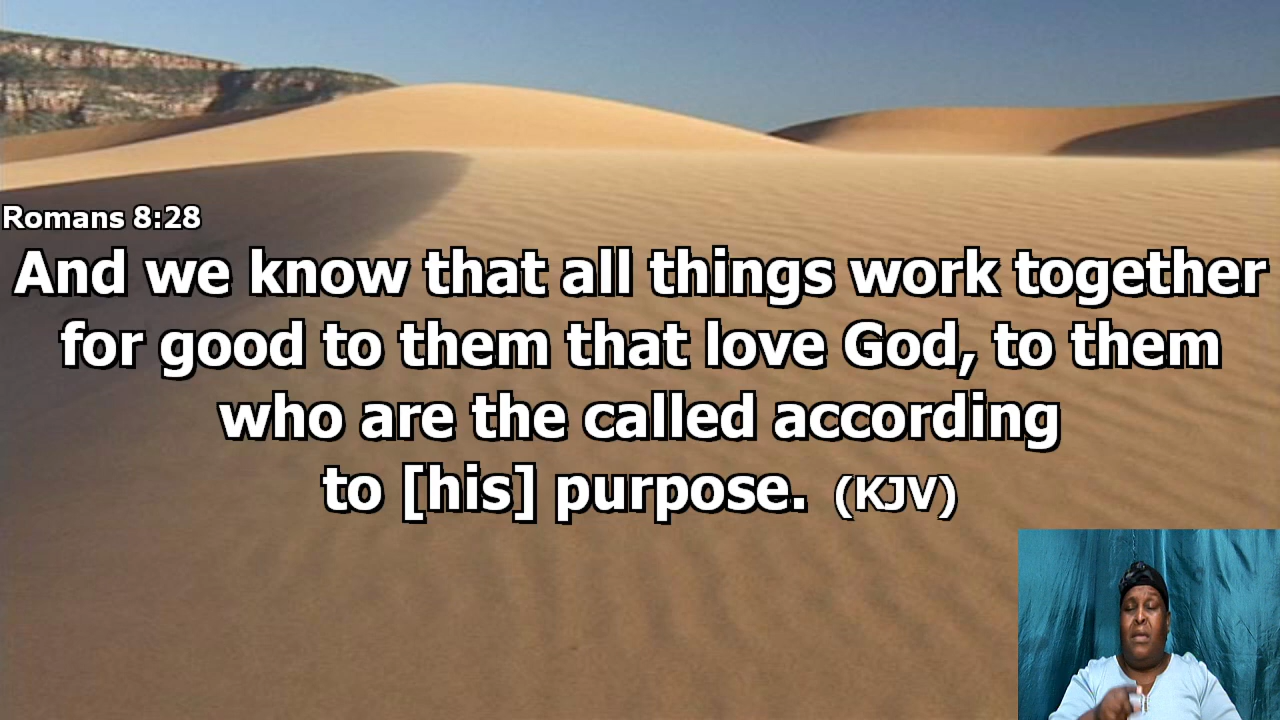 Romans 8:28
And we know that all things work together
for good to them that love God, to them
who are the called according
to [his] purpose. (KJV)